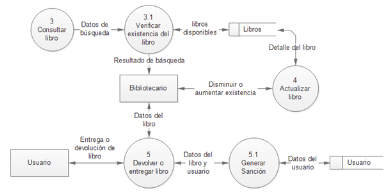 3
Consultar
libro
Datos de
búsqueda
3.1
Verificar
existencia del
libro
libros
disponibles
Libros
Detalle del libro
Resultado de búsqueda
Bibliotecario
Disminuir o
aumentar existencia
4
Actualizar
libro
Datos del
libro
Entrega o
devolución de
libro
Usuario
5
Devolver o
entregar libro
Datos del
libro y
usuario
5.1
Generar
Sanción
Datos del
usuario
Usuario